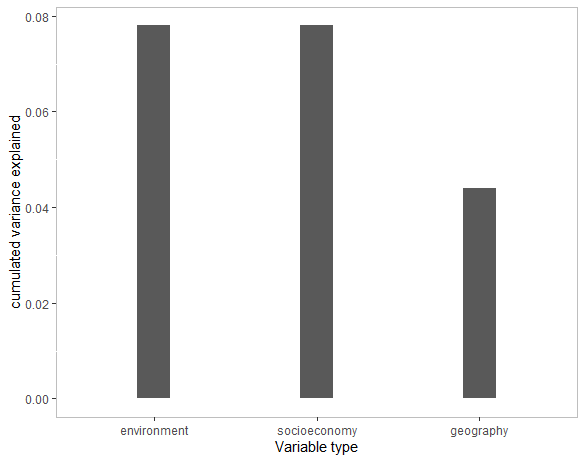 cumulated variance explained
0.08
0.06
0.04
0.02
0.00
environment socioeconomy geography
Variable type